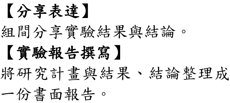 【分享表達】
組間分享實驗結果與結論。
【實驗報告撰寫】
將研究計畫與結果、結論整理成
一份書面報告。